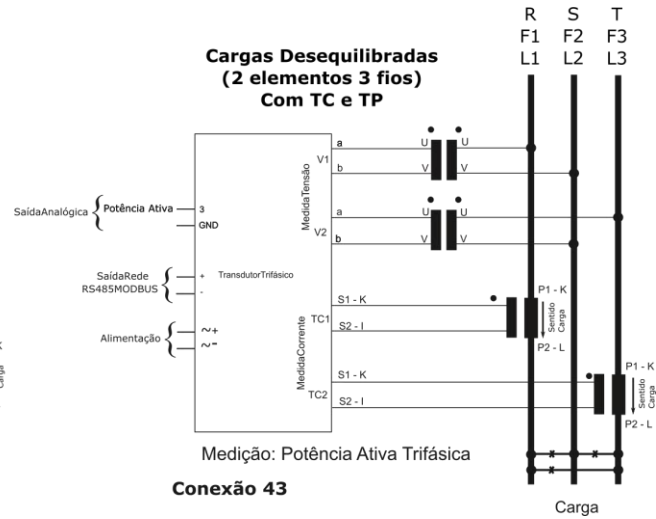 R S T
F1 F2 F3
L1 L2 L3
Cargas Desequilibradas
(2 elementos 3 fios)
Com TC e TP
a U U
V1
b V V
MedidaTensão
a U U
V2
b V V
SaídaAnalógica { Potência Ativa 3
GND
SaídaRede
RS485MODBUS { + -
TransdutorTrifásico
Alimentação { ~+
~-
MedidaCorrente
S1 - K
TC1
S2 - I
P1 - K
Sentido
Carga
P2 - L
S1 - K
TC2
S2 - I
P1 - K
Sentido
Carga
P2 - L
K
Carga
Medição: Potência Ativa Trifásica
Conexão 43
Carga